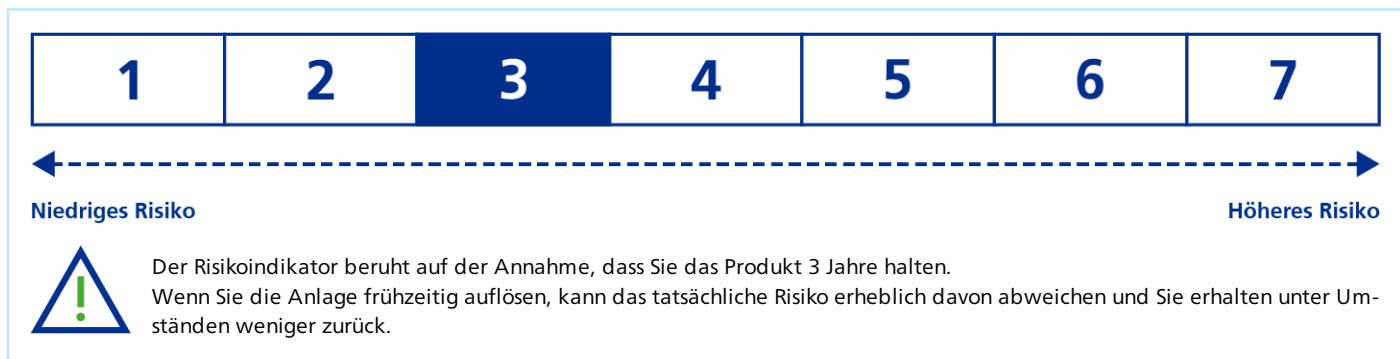 1 2 3 4 5 6 7
Niedriges Risiko Höheres Risiko
Der Risikoindikator beruht auf der Annahme, dass Sie das Produkt 3 Jahre halten.
Wenn Sie die Anlage frühzeitig auflösen, kann das tatsächliche Risiko erheblich davon abweichen und Sie erhalten unter Um-
ständen weniger zurück.